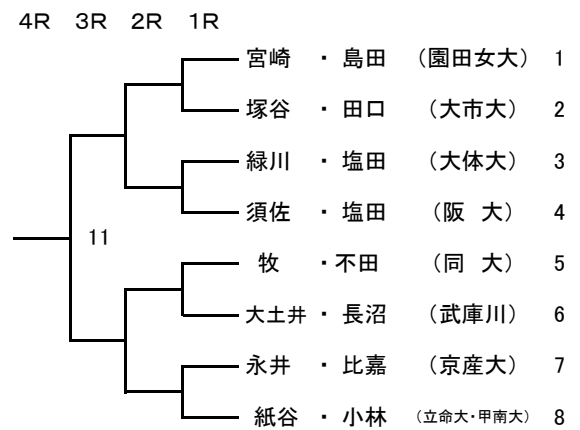 4R 3R 2R 1R
宮崎 ・ 島田 (園田女大) 1
塚谷 ・ 田口 (大市大) 2
緑川 ・ 塩田 (大体大) 3
須佐 ・ 塩田 (阪 大) 4
11
牧 ・不田 (同 大) 5
大土井 ・ 長沼 (武庫川) 6
永井 ・ 比嘉 (京産大) 7
紙谷 ・ 小林 (立命大・甲南大) 8